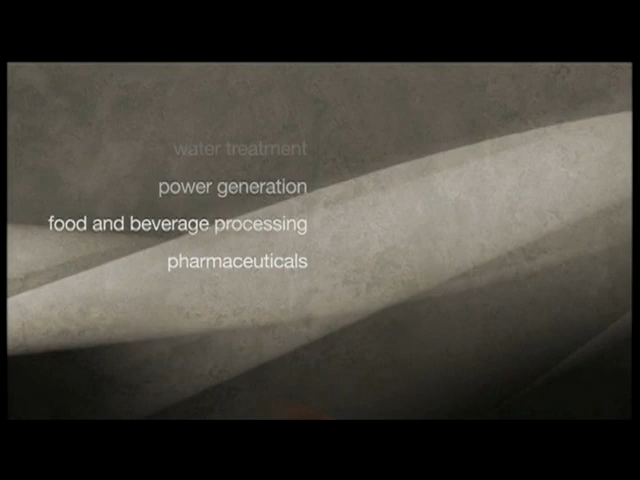 water treatment
power generation
food and beverage processing
pharmaceuticals